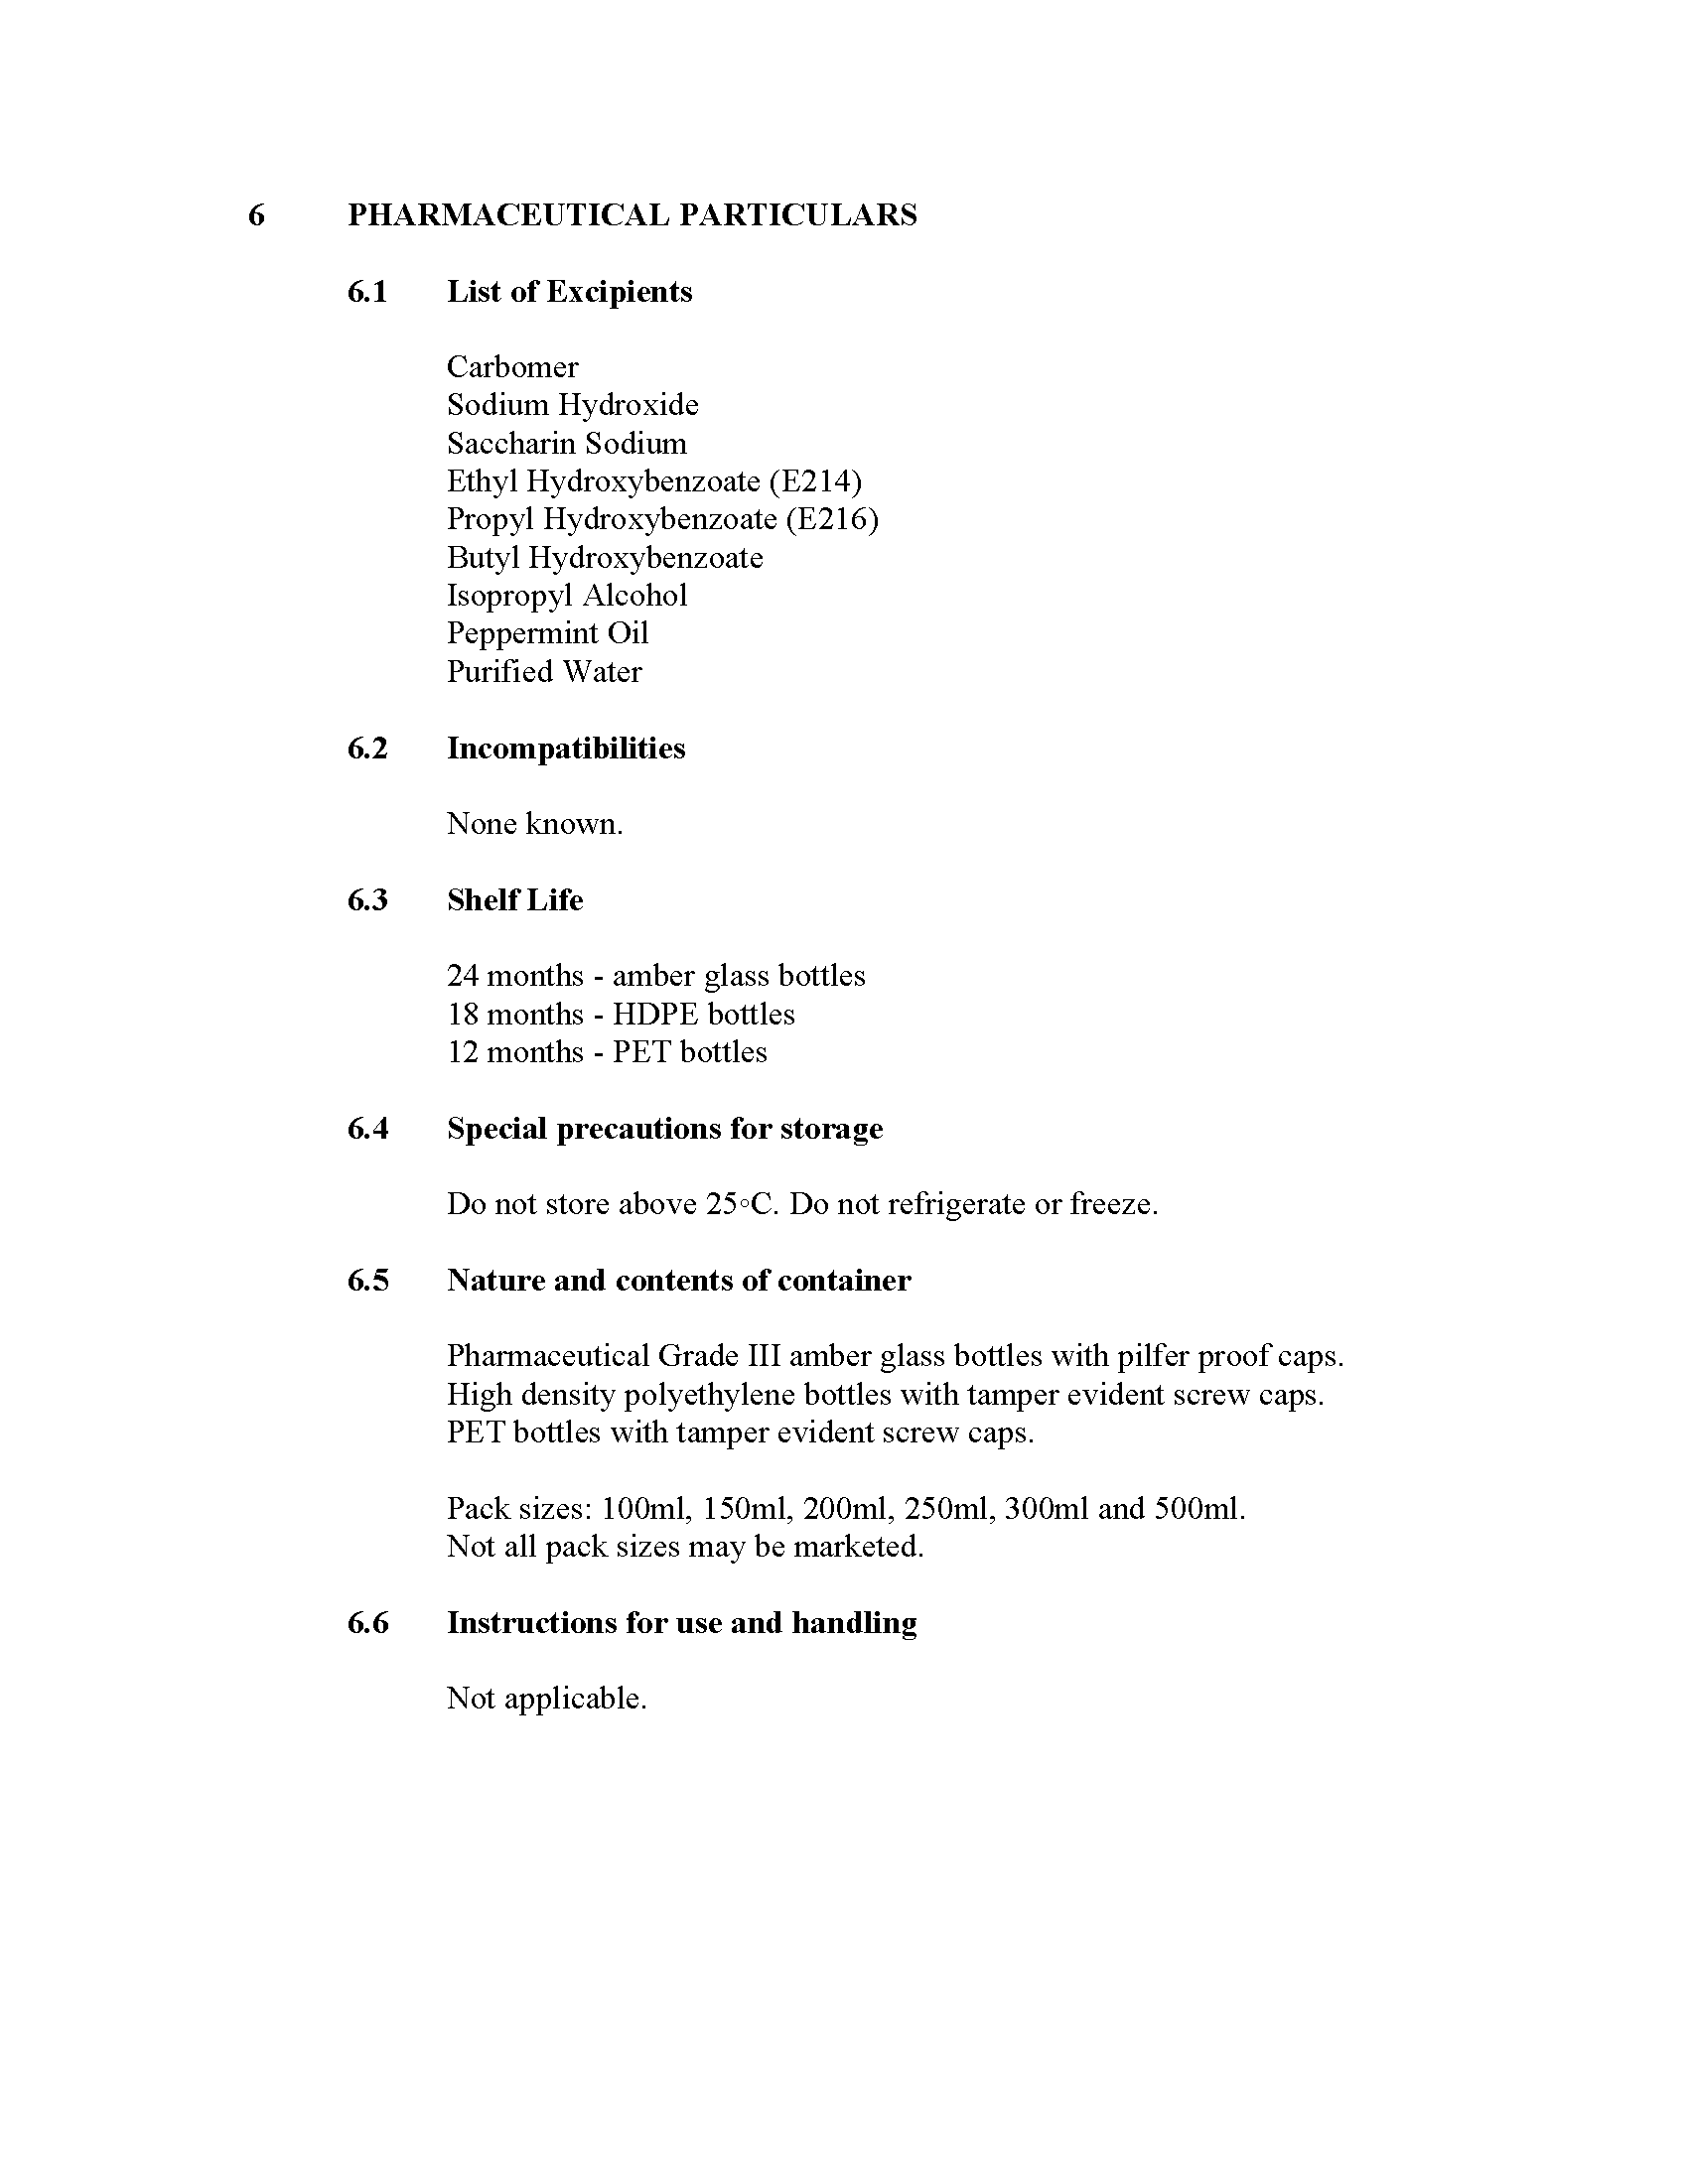 6 PHARMACEUTICAL PARTICULARS
6.1 List of Excipients
Carbomer
Sodium Hydroxide
Saccharin Sodium
Ethyl Hydroxybenzoate (E214)
Propyl Hydroxybenzoate (E216)
Butyl Hydroxybenzoate
Isopropyl Alcohol
Peppermint Oil
Purified Water
6.2 Incompatibilities
None known.
6.3 Shelf Life
24 months - amber glass bottles
18 months - HDPE bottles
12 months - PET bottles
6.4 Special precautions for storage
Do not store above 25◦C. Do not refrigerate or freeze.
6.5 Nature and contents of container
Pharmaceutical Grade III amber glass bottles with pilfer proof caps.
High density polyethylene bottles with tamper evident screw caps.
PET bottles with tamper evident screw caps.
Pack sizes: 100ml, 150ml, 200ml, 250ml, 300ml and 500ml.
Not all pack sizes may be marketed.
6.6 Instructions for use and handling
Not applicable.